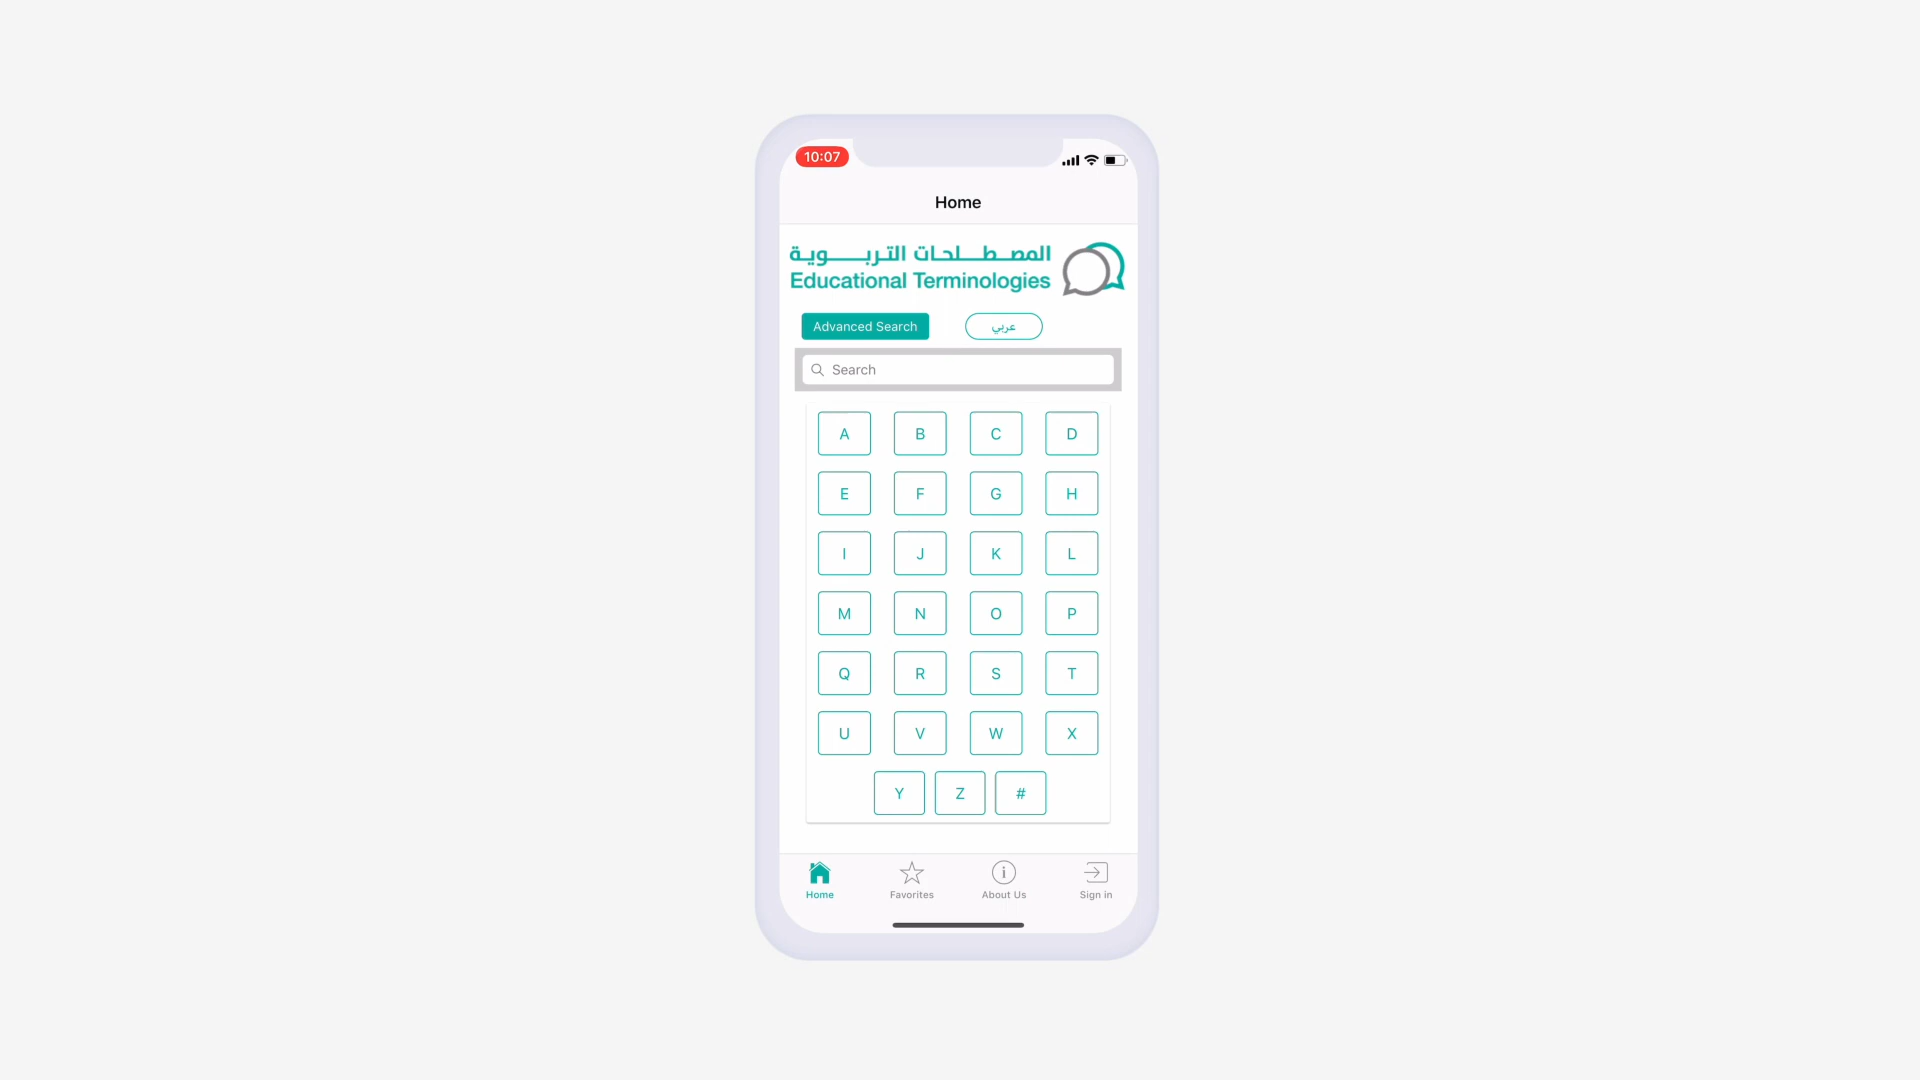 10:07
Home
المصطلحات التربوية
Educational Terminologies
Advanced Search
عربي
Search
A B C D
E F G H
I J K L
M N O P
Q R S T
U V W X
Y Z #
Home Favorites About Us Sign in